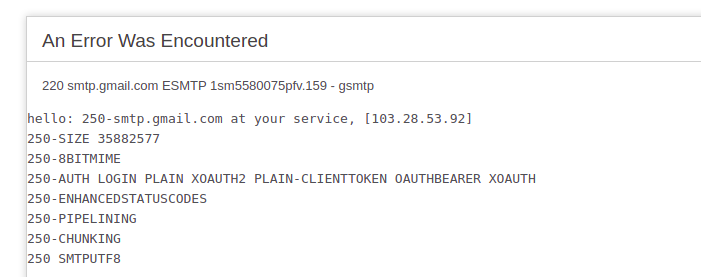 An Error Was Encountered
220 smtp.gmail.com ESMTP 1sm5580075pfv.159 - gsmtp
hello: 250-smtp.gmail.com at your service, [103.28.53.92]
250-SIZE 35882577
250-8BITMIME
250-AUTH LOGIN PLAIN XOAUTH2 PLAIN-CLIENTTOKEN OAUTHBEARER XOAUTH
250-ENHANCEDSTATUSCODES
250-PIPELINING
250-CHUNKING
250 SMTPUTF8